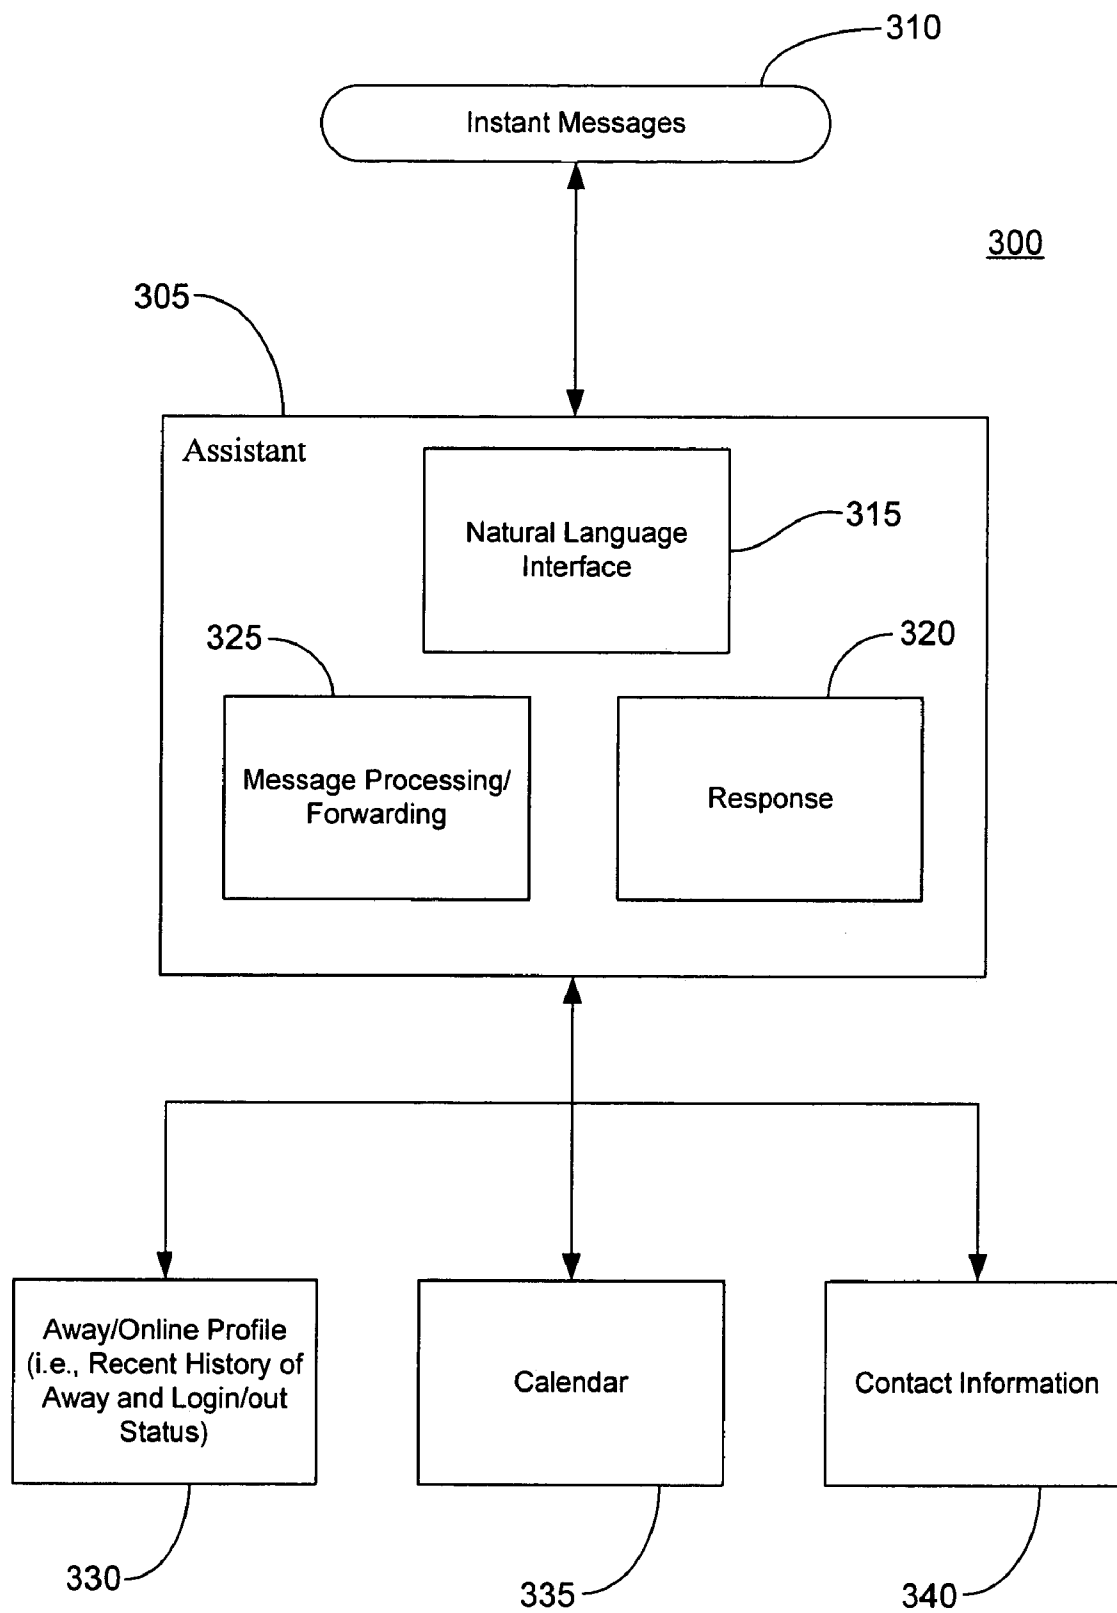 310
Instant Messages
300
305
Assistant
Natural Language
Interface
315
325
320
Message Processing/
Forwarding
Response
Away/Online Profile
(i.e., Recent History of
Away and Login/out
Status)
Calendar
Contact Information
330
335
340